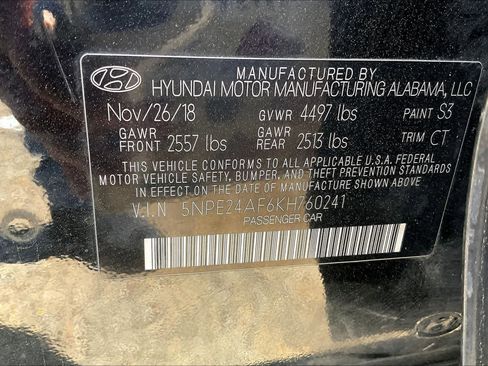 MANUFACTURED BY
HYUNDAI MOTOR MANUFACTURING ALABAMA, LLC
Nov/26/18 GVWR 4497 lbs PAINT S3
GAWR FRONT 2557 lbs GAWR REAR 2513 lbs TRIM CT
THIS VEHICLE CONFORMS TO ALL APPLICABLE U.S.A. FEDERAL
MOTOR VEHICLE SAFETY, BUMPER, AND THEFT PREVENTION STANDARDS
IN EFFECT ON THE DATE OF MANUFACTURE SHOWN ABOVE.
V.I.N 5NPE24AF6KH760241
PASSENGER CAR